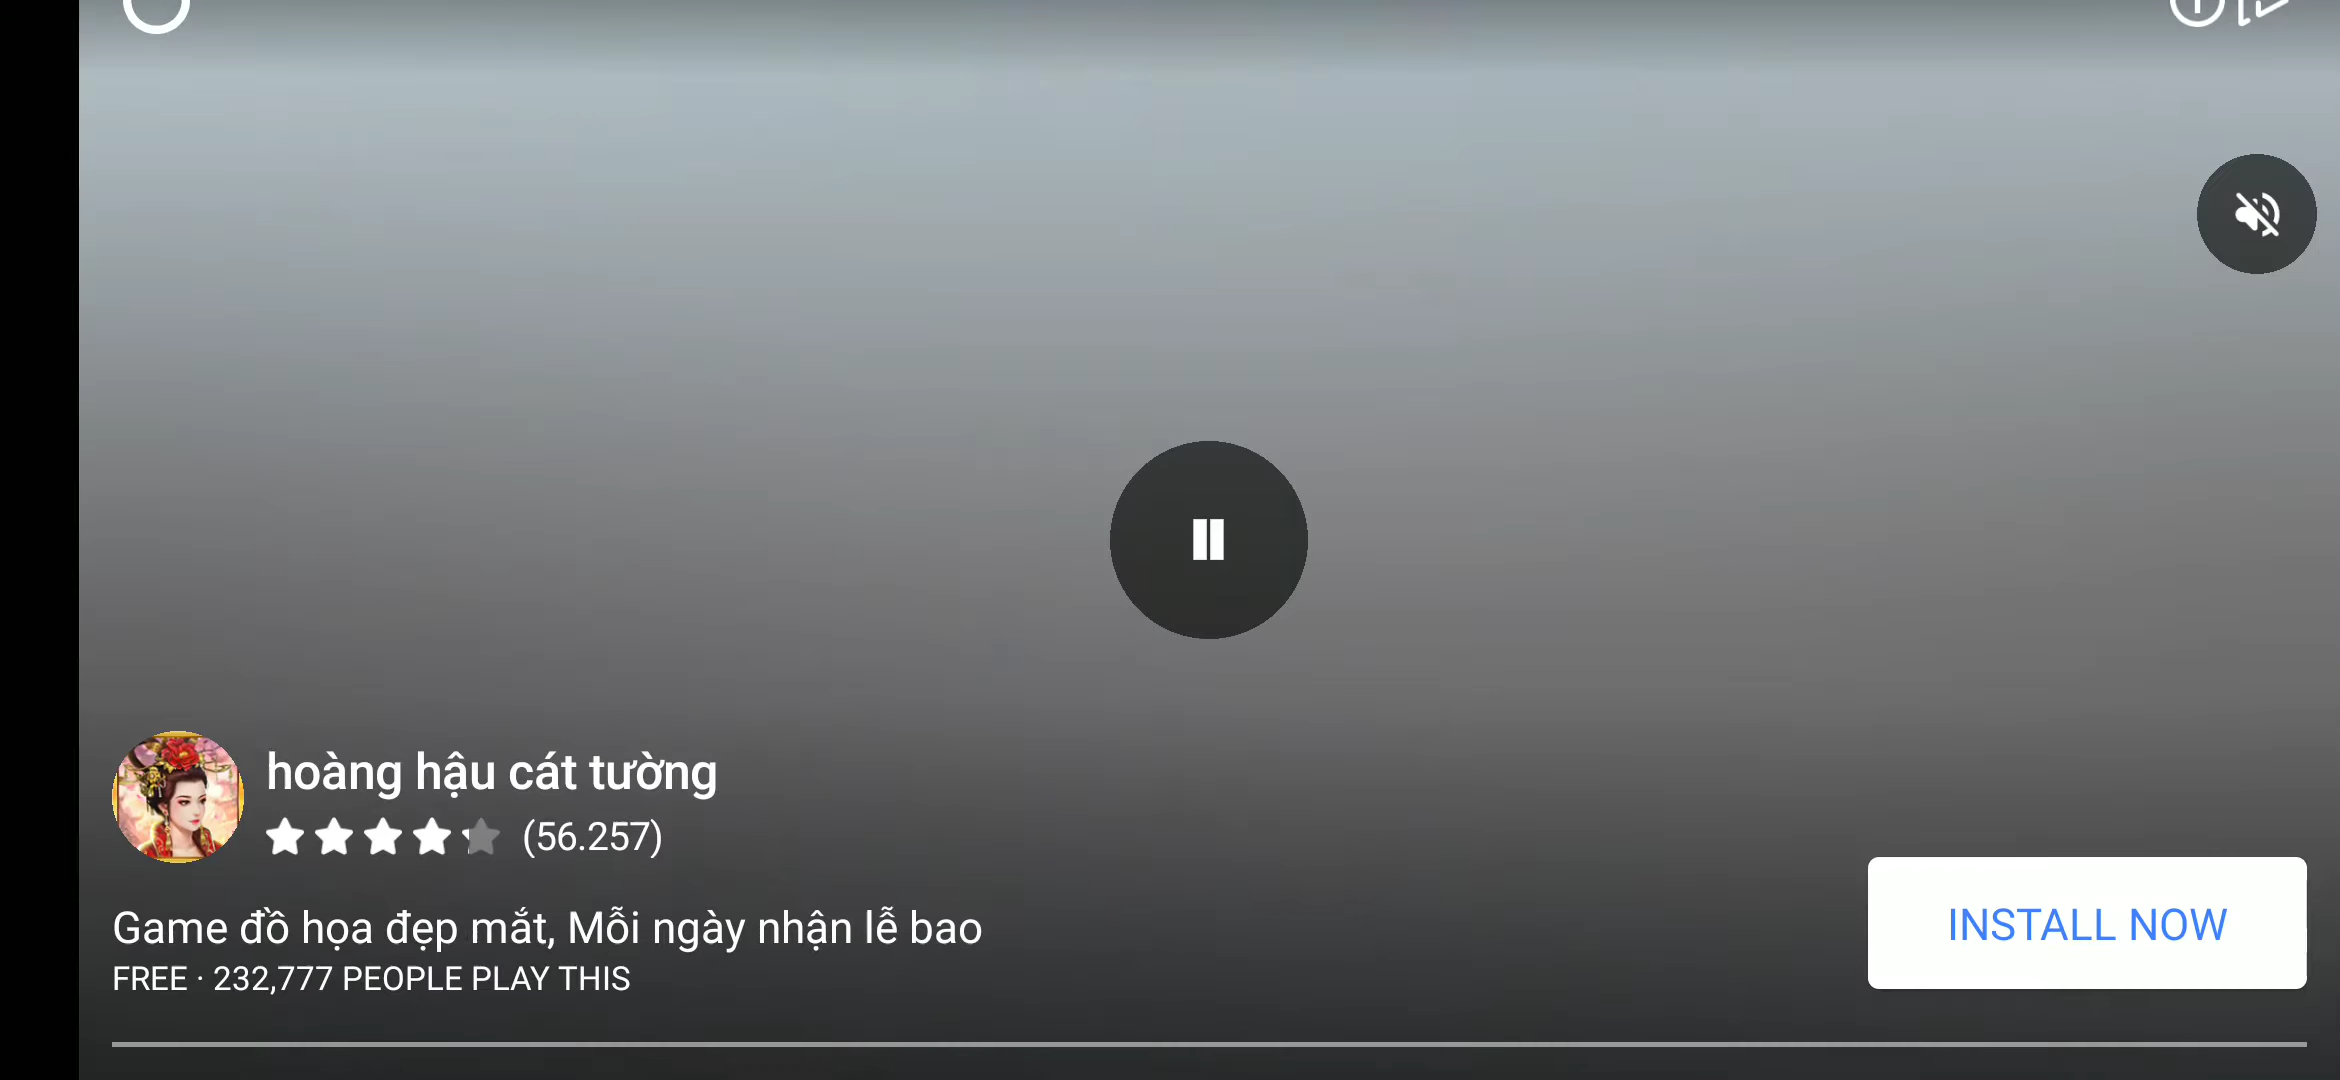 hoàng hậu cát tường
(56.257)
Game đồ họa đẹp mắt, Mỗi ngày nhận lễ bao
FREE · 232,777 PEOPLE PLAY THIS
INSTALL NOW